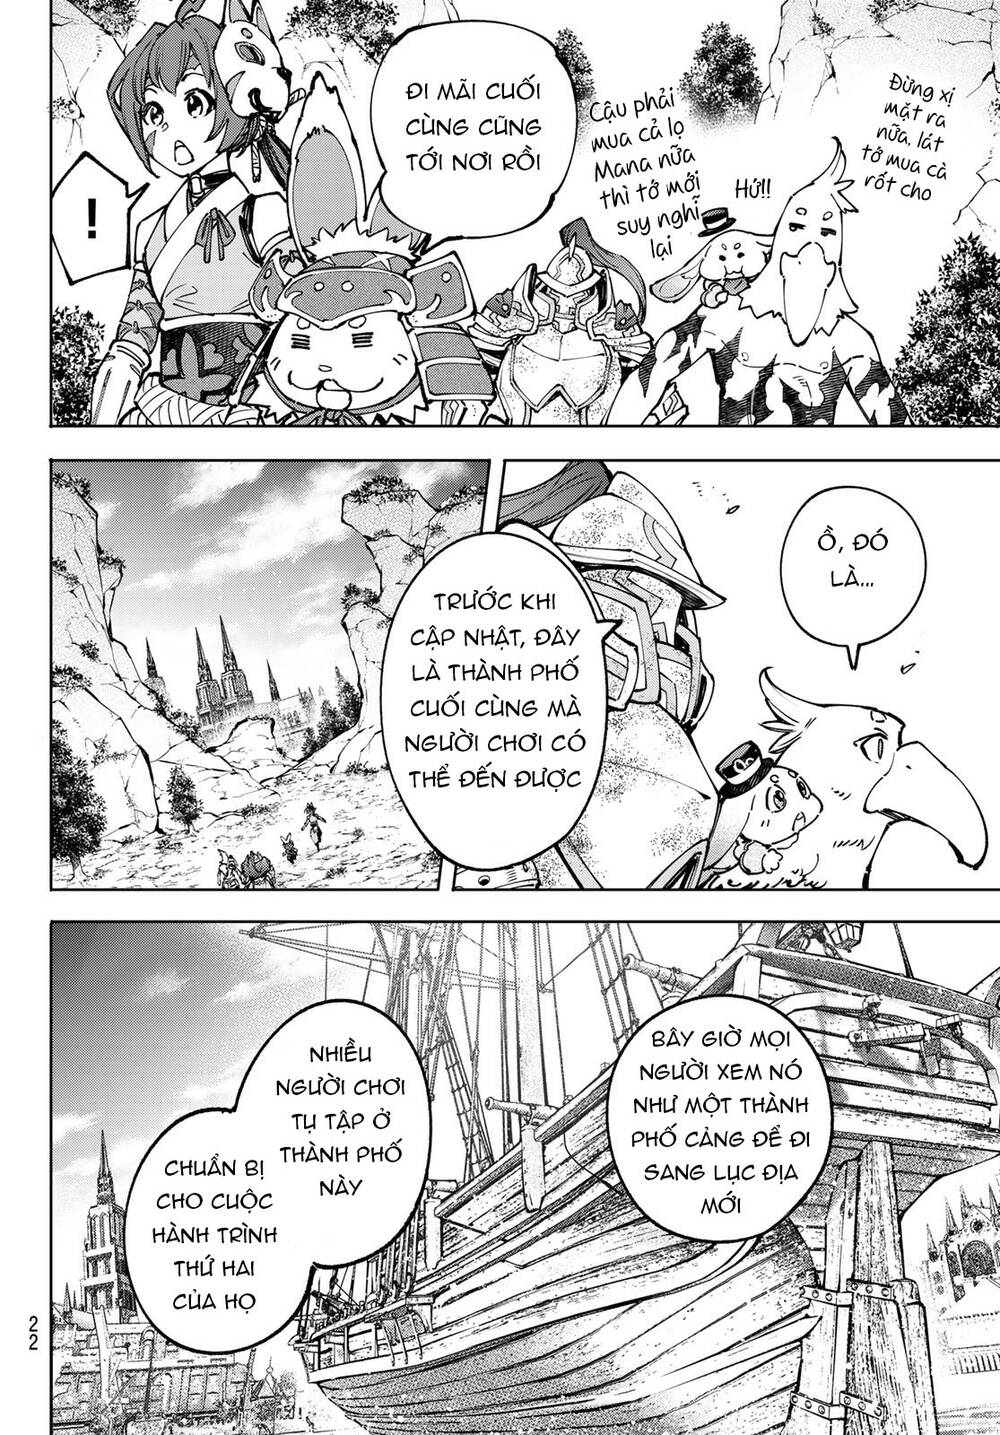 Đừng xị
mặt ra
nữa, lát
tớ mua cà
rốt cho
Hứ!!
Cậu phải
mua cả lọ
Mana nữa
thì tớ mới
suy nghĩ
lại
ĐI MÃI CUỐI
CÙNG CŨNG
TỚI NƠI RỒI
!
Ồ, ĐÓ
LÀ...
TRƯỚC KHI
CẬP NHẬT, ĐÂY
LÀ THÀNH PHỐ
CUỐI CÙNG MÀ
NGƯỜI CHƠI CÓ
THỂ ĐẾN ĐƯỢC
BÂY GIỜ MỌI
NGƯỜI XEM NÓ
NHƯ MỘT THÀNH
PHỐ CẢNG ĐỂ ĐI
SANG LỤC ĐỊA
MỚI
NHIỀU
NGƯỜI CHƠI
TỤ TẬP Ở
THÀNH PHỐ
NÀY
CHUẨN BỊ
CHO CUỘC
HÀNH TRÌNH
THỨ HAI
CỦA HỌ
22